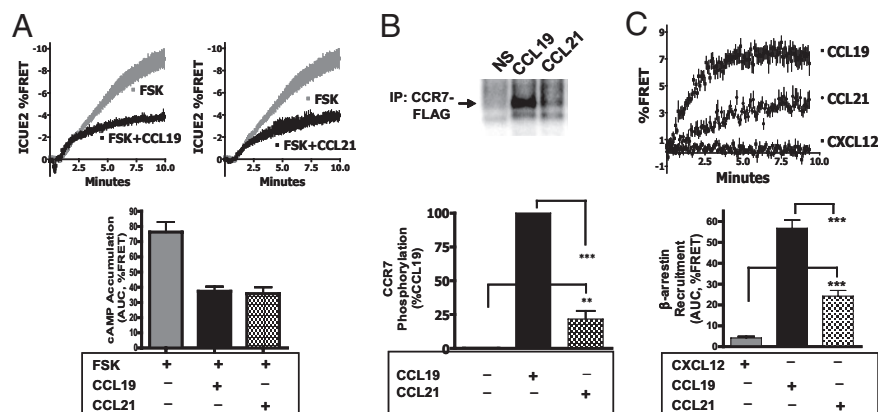 A
ICUE2 %FRET
-10
-8
-6
-4
-2
0
FSK
FSK+CCL19
2.5 5.0 7.5 10.0
Minutes
ICUE2 %FRET
-10
-8
-6
-4
-2
0
FSK
FSK+CCL21
2.5 5.0 7.5 10.0
Minutes
cAMP Accumulation
(AUC, %FRET)
90
80
70
60
50
40
30
20
10
0
FSK + + +
CCL19 – + –
CCL21 – – +
B
NS CCL19 CCL21
IP: CCR7-
FLAG
CCR7
Phosphorylation
(%CCL19)
100
75
50
25
0
***
**
CCL19 – + –
CCL21 – – +
C
%FRET
9
7
5
3
1
-1
CCL19
CCL21
CXCL12
2.5 5.0 7.5 10.0
Minutes
β-arrestin
Recruitment
(AUC, %FRET)
60
50
40
30
20
10
0
***
***
CXCL12 + – –
CCL19 – + –
CCL21 – – +